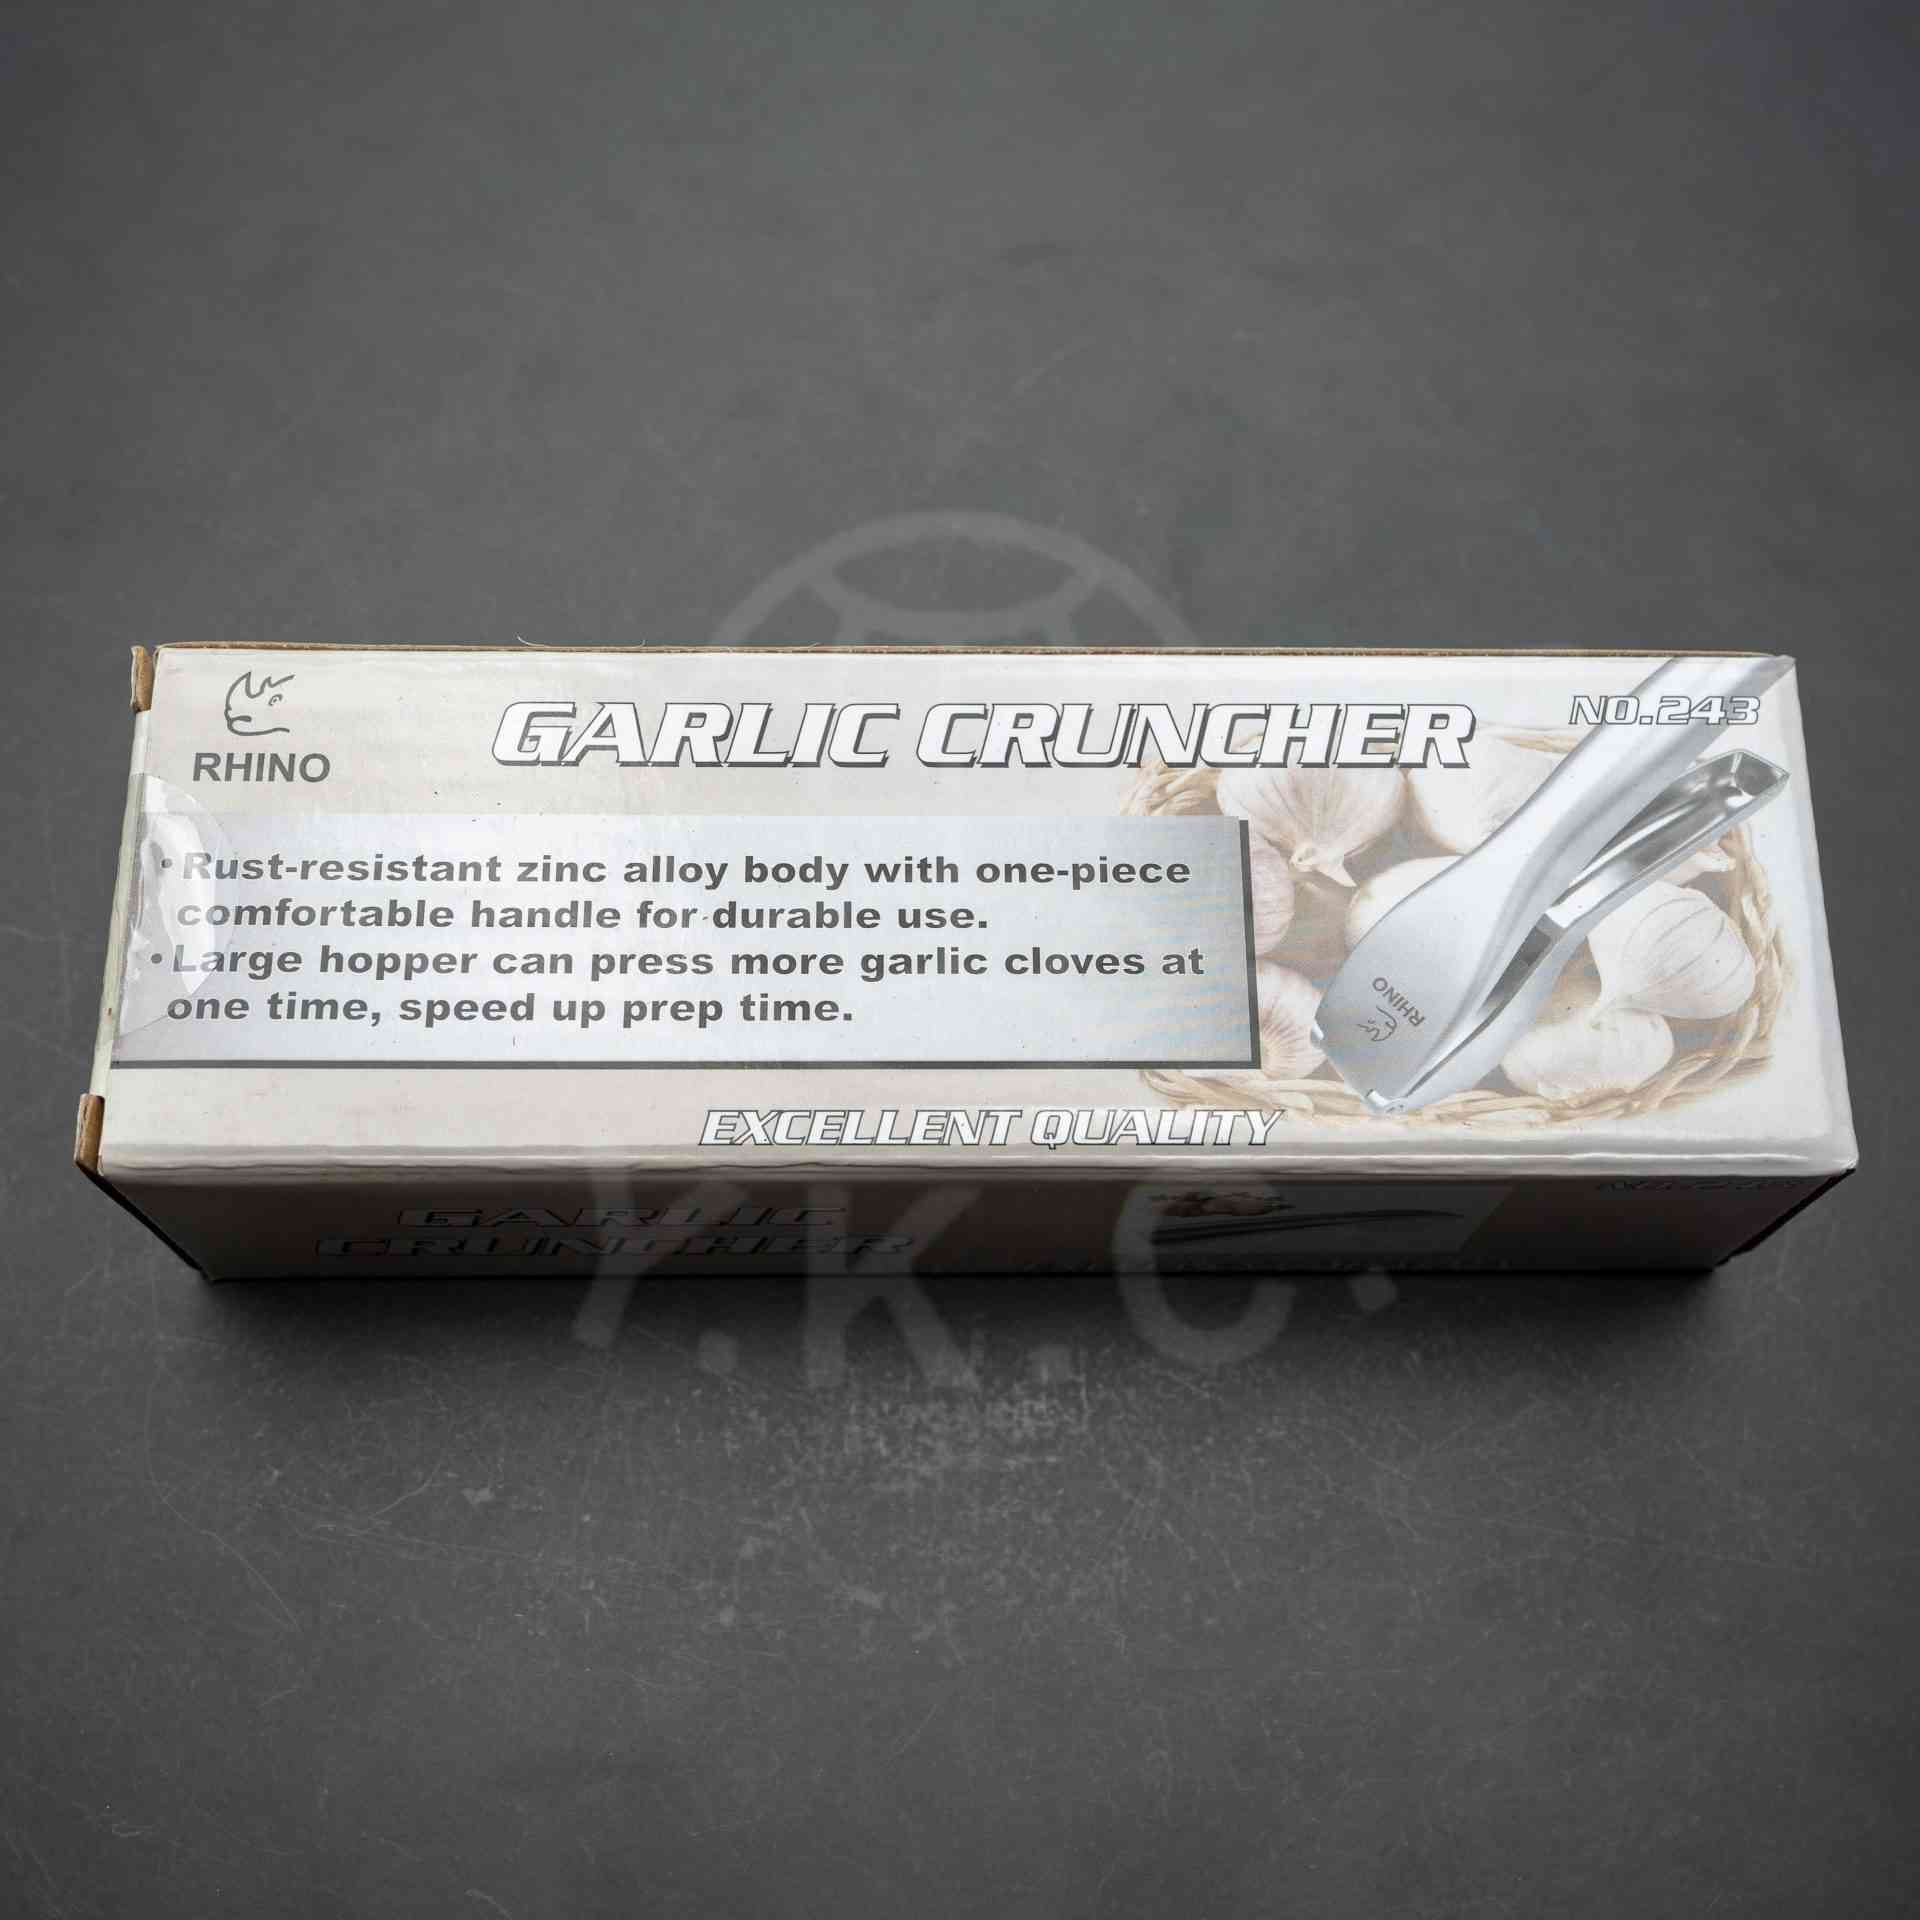 RHINO
GARLIC CRUNCHER
NO.243
• Rust-resistant zinc alloy body with one-piece
comfortable handle for durable use.
• Large hopper can press more garlic cloves at
one time, speed up prep time.
RHINO
EXCELLENT QUALITY
GARLIC
CRUNCHER
Y.K.C.